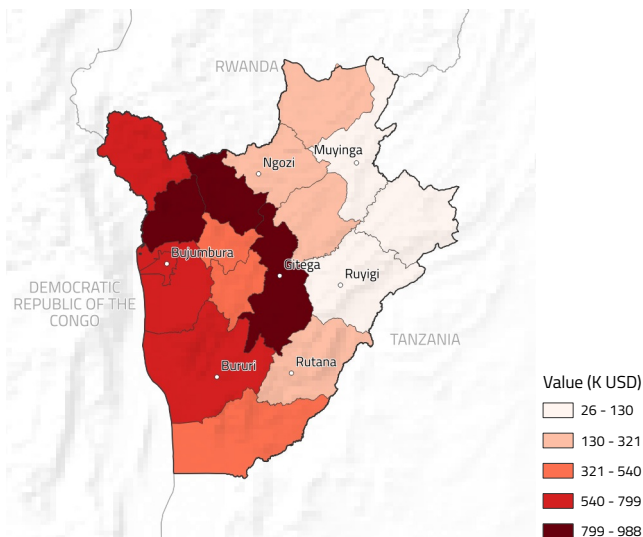 RWANDA
Muyinga
Ngozi
Bujumbura
Gitega
Ruyigi
DEMOCRATIC
REPUBLIC OF THE
CONGO
TANZANIA
Bururi
Rutana
Value (K USD)
26 - 130
130 - 321
321 - 540
540 - 799
799 - 988